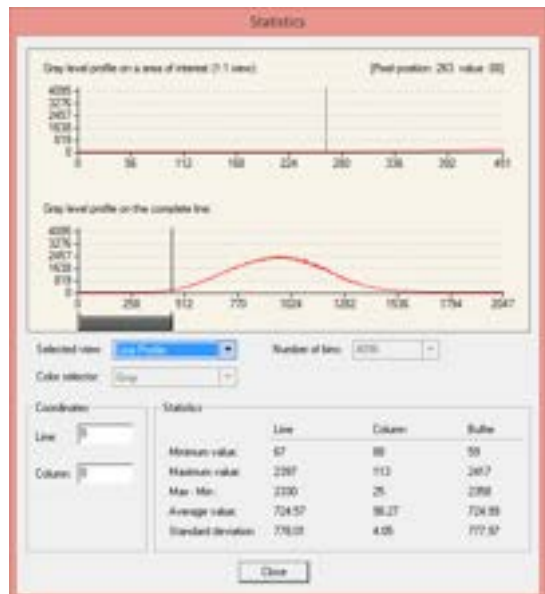 Statistics
Gray level profile on a area of interest (1:1 view)
(Pixel position: 263 value:
4095
3276
2457
1638
819
0
0 56 112 168 224 280 336 392 451
Gray level profile on the complete line:
4095
3276
2457
1638
819
0
0 256 512 770 1024 1282 1536 1794 2047
Selected view: Line Profile
Number of bins: 4096
Color selector: Gray
Coordinates
Line:
Column:
Statistics
Line Column Buffer
Minimum value: 67 88 59
Maximum value: 2397 113 2417
Max - Min: 2330 25 2358
Average value: 724.57 98.27 724.99
Standard deviation: 778.01 4.05 777.97
Close